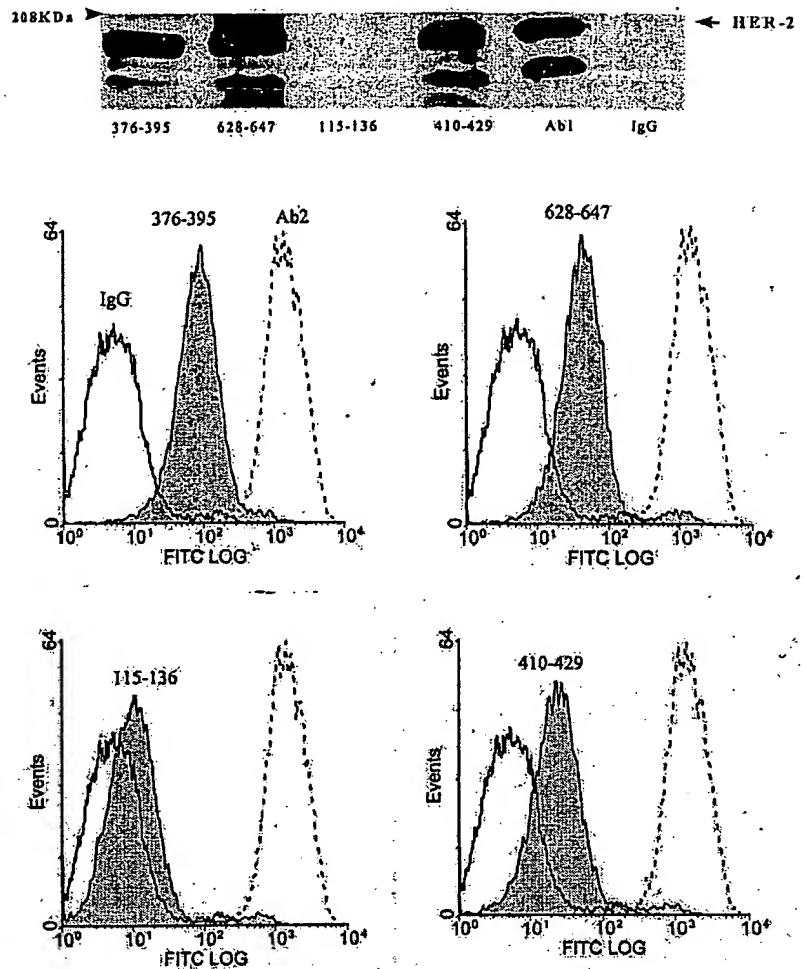 208KDa HER-2
376-395 628-647 115-136 410-429 Ab1 IgG
376-395 Ab2
64
IgG
Events
0
10⁰ 10¹ 10² 10³ 10⁴
FITC LOG
628-647
64
Events
0
10⁰ 10¹ 10² 10³ 10⁴
FITC LOG
115-136
64
Events
0
10⁰ 10¹ 10² 10³ 10⁴
FITC LOG
410-429
64
Events
0
10⁰ 10¹ 10² 10³ 10⁴
FITC LOG